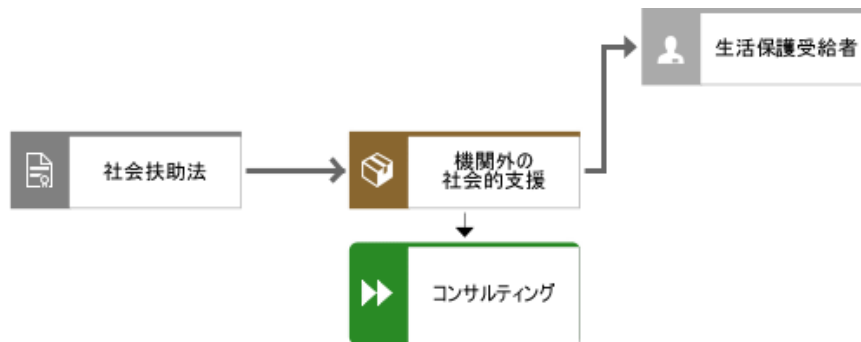 生活保護受給者
社会扶助法
機関外の
社会的支援
コンサルティング